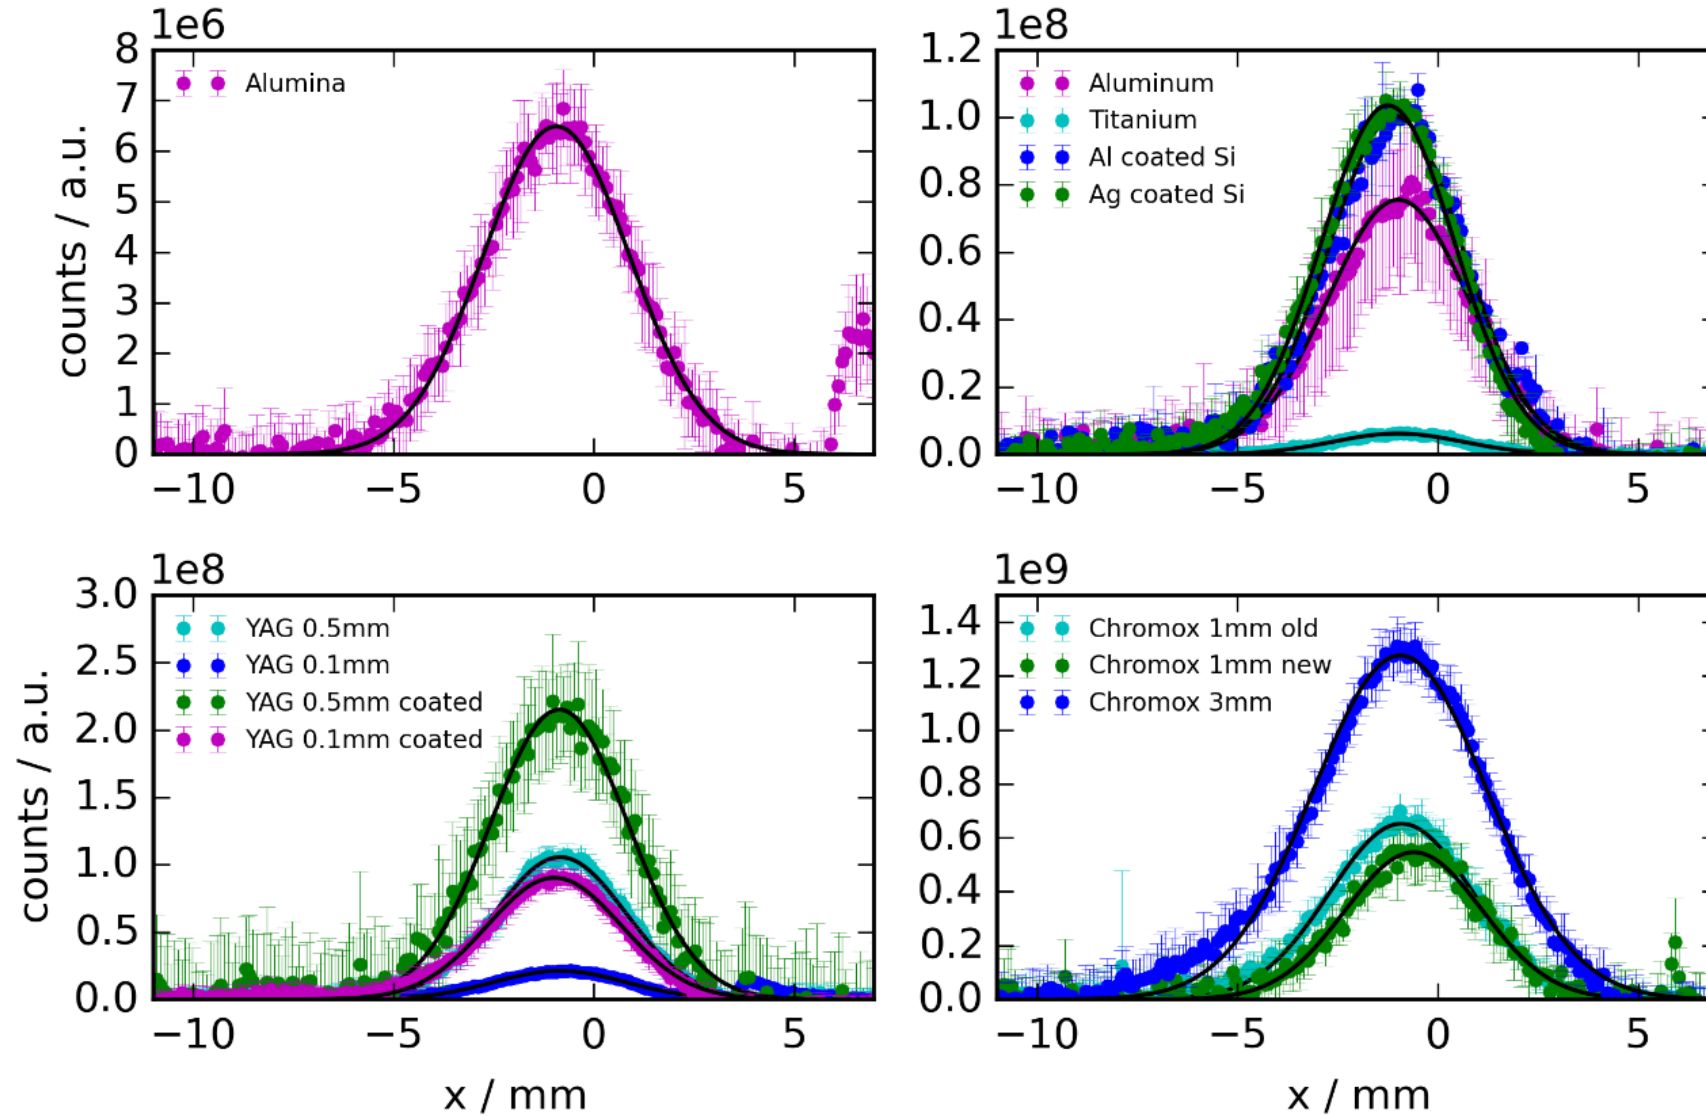 1e6
8
7
6
5
4
3
2
1
0
counts / a.u.
Alumina
−10 −5 0 5
1e8
1.2
1.0
0.8
0.6
0.4
0.2
0.0
Aluminum
Titanium
Al coated Si
Ag coated Si
−10 −5 0 5
1e8
3.0
2.5
2.0
1.5
1.0
0.5
0.0
counts / a.u.
YAG 0.5mm
YAG 0.1mm
YAG 0.5mm coated
YAG 0.1mm coated
−10 −5 0 5
x / mm
1e9
1.4
1.2
1.0
0.8
0.6
0.4
0.2
0.0
Chromox 1mm old
Chromox 1mm new
Chromox 3mm
−10 −5 0 5
x / mm